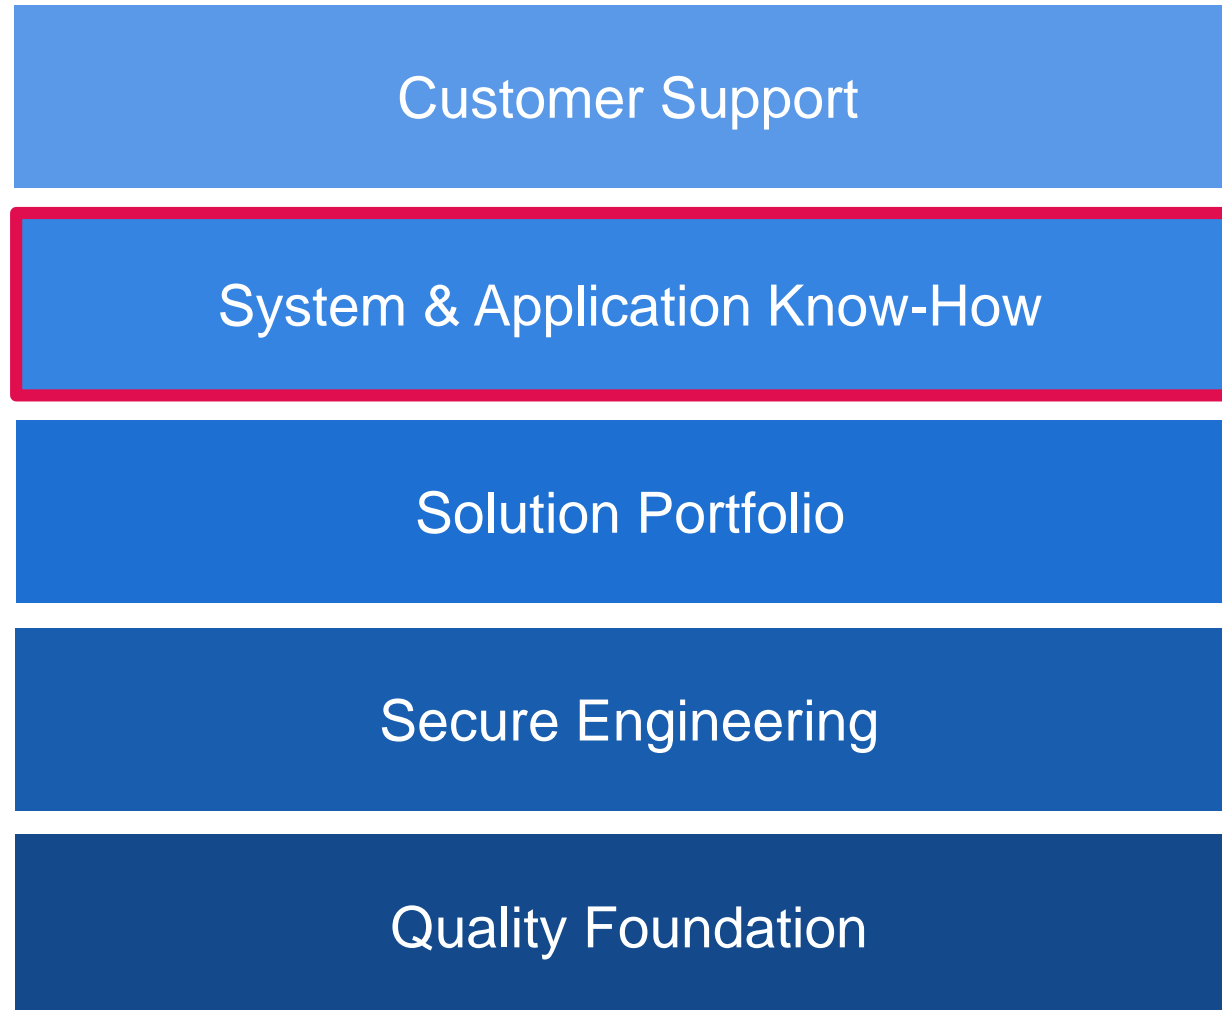 Customer Support
System & Application Know-How
Solution Portfolio
Secure Engineering
Quality Foundation